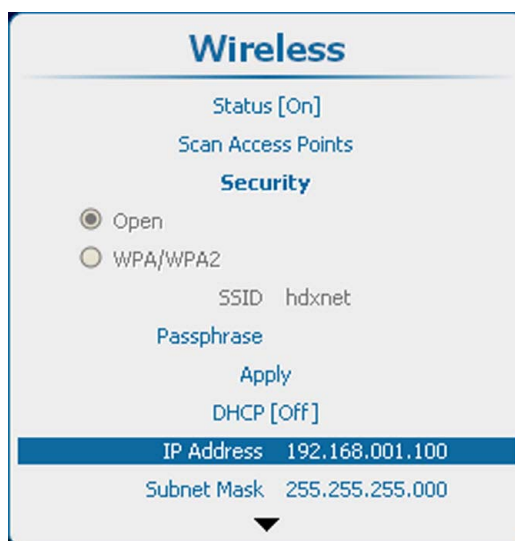 Wireless
Status [On]
Scan Access Points
Security
Open
WPA/WPA2
SSID hdxnet
Passphrase
Apply
DHCP [Off]
IP Address 192.168.001.100
Subnet Mask 255.255.255.000